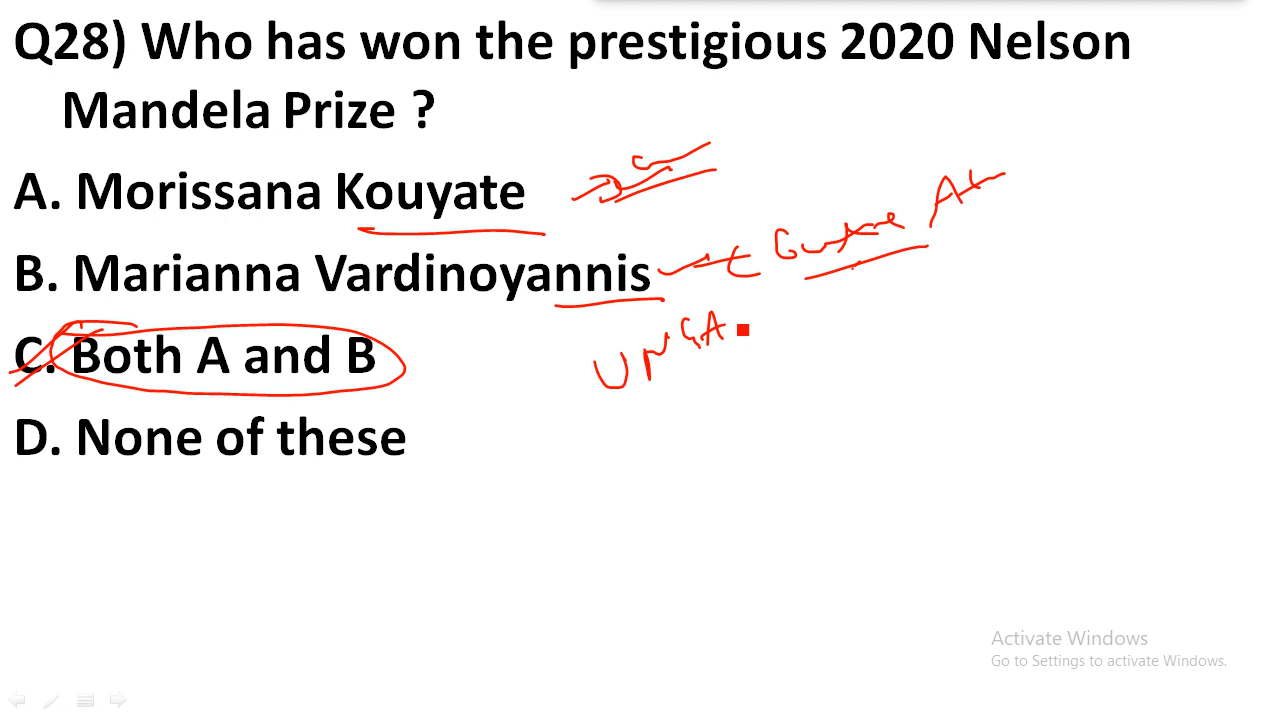 Q28) Who has won the prestigious 2020 Nelson
Mandela Prize ?
A. Morissana Kouyate
B. Marianna Vardinoyannis
C. Both A and B
UNGA
D. None of these
Activate Windows
Go to Settings to activate Windows.